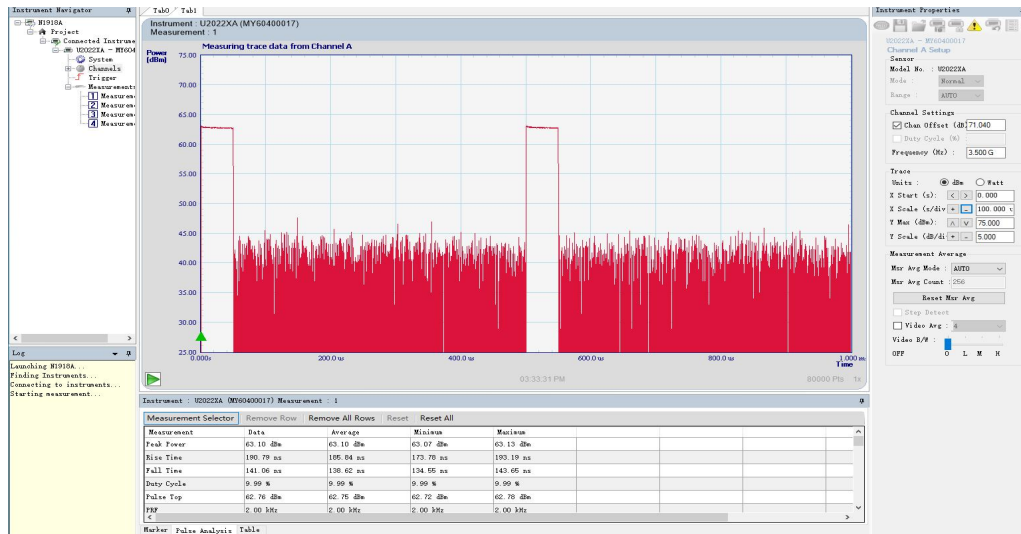 Instrument Navigator
N1918A
Project
Connected Instrume
U2022XA - MY604
System
Channels
Trigger
Measurements
1 Measurem
2 Measurem
3 Measurem
4 Measurem
Log
Launching N1918A...
Finding Instruments...
Connecting to instruments...
Starting measurement...
Tab0 Tab1
Instrument : U2022XA (MY60400017)
Measurement : 1
Measuring trace data from Channel A
Power
(dBm)
75.00
70.00
65.00
60.00
55.00
50.00
45.00
40.00
35.00
30.00
25.00
0.000s 200.0 us 400.0 us 600.0 us 800.0 us 1.000 ms
Time
03:33:31 PM 80000 Pts 1x
Instrument : U2022XA (MY60400017) Measurement : 1
Measurement Selector Remove Row Remove All Rows Reset Reset All
Measurement Data Average Minimum Maximum
Peak Power 63.10 dBm 63.10 dBm 63.07 dBm 63.13 dBm
Rise Time 190.79 ns 185.84 ns 173.78 ns 193.19 ns
Fall Time 141.06 ns 138.62 ns 134.55 ns 143.65 ns
Duty Cycle 9.99 % 9.99 % 9.99 % 9.99 %
Pulse Top 62.76 dBm 62.75 dBm 62.72 dBm 62.78 dBm
PRF 2.00 kHz 2.00 kHz 2.00 kHz 2.00 kHz
Marker Pulse Analysis Table
Instrument Properties
U2022XA - MY60400017
Channel A Setup
Sensor
Model No. : U2022XA
Mode : Normal
Range : AUTO
Channel Settings
Chan Offset (dB) 71.040
Duty Cycle (%)
Frequency (Hz) : 3.500 G
Trace
Units : dBm Watt
X Start (s): < > 0.000
X Scale (s/div + - 100.000 u
Y Max (dBm): 75.000
Y Scale (dB/di + - 5.000
Measurement Average
Msr Avg Mode : AUTO
Msr Avg Count : 256
Reset Msr Avg
Step Detect
Video Avg : 4
Video B/W :
OFF O L M H